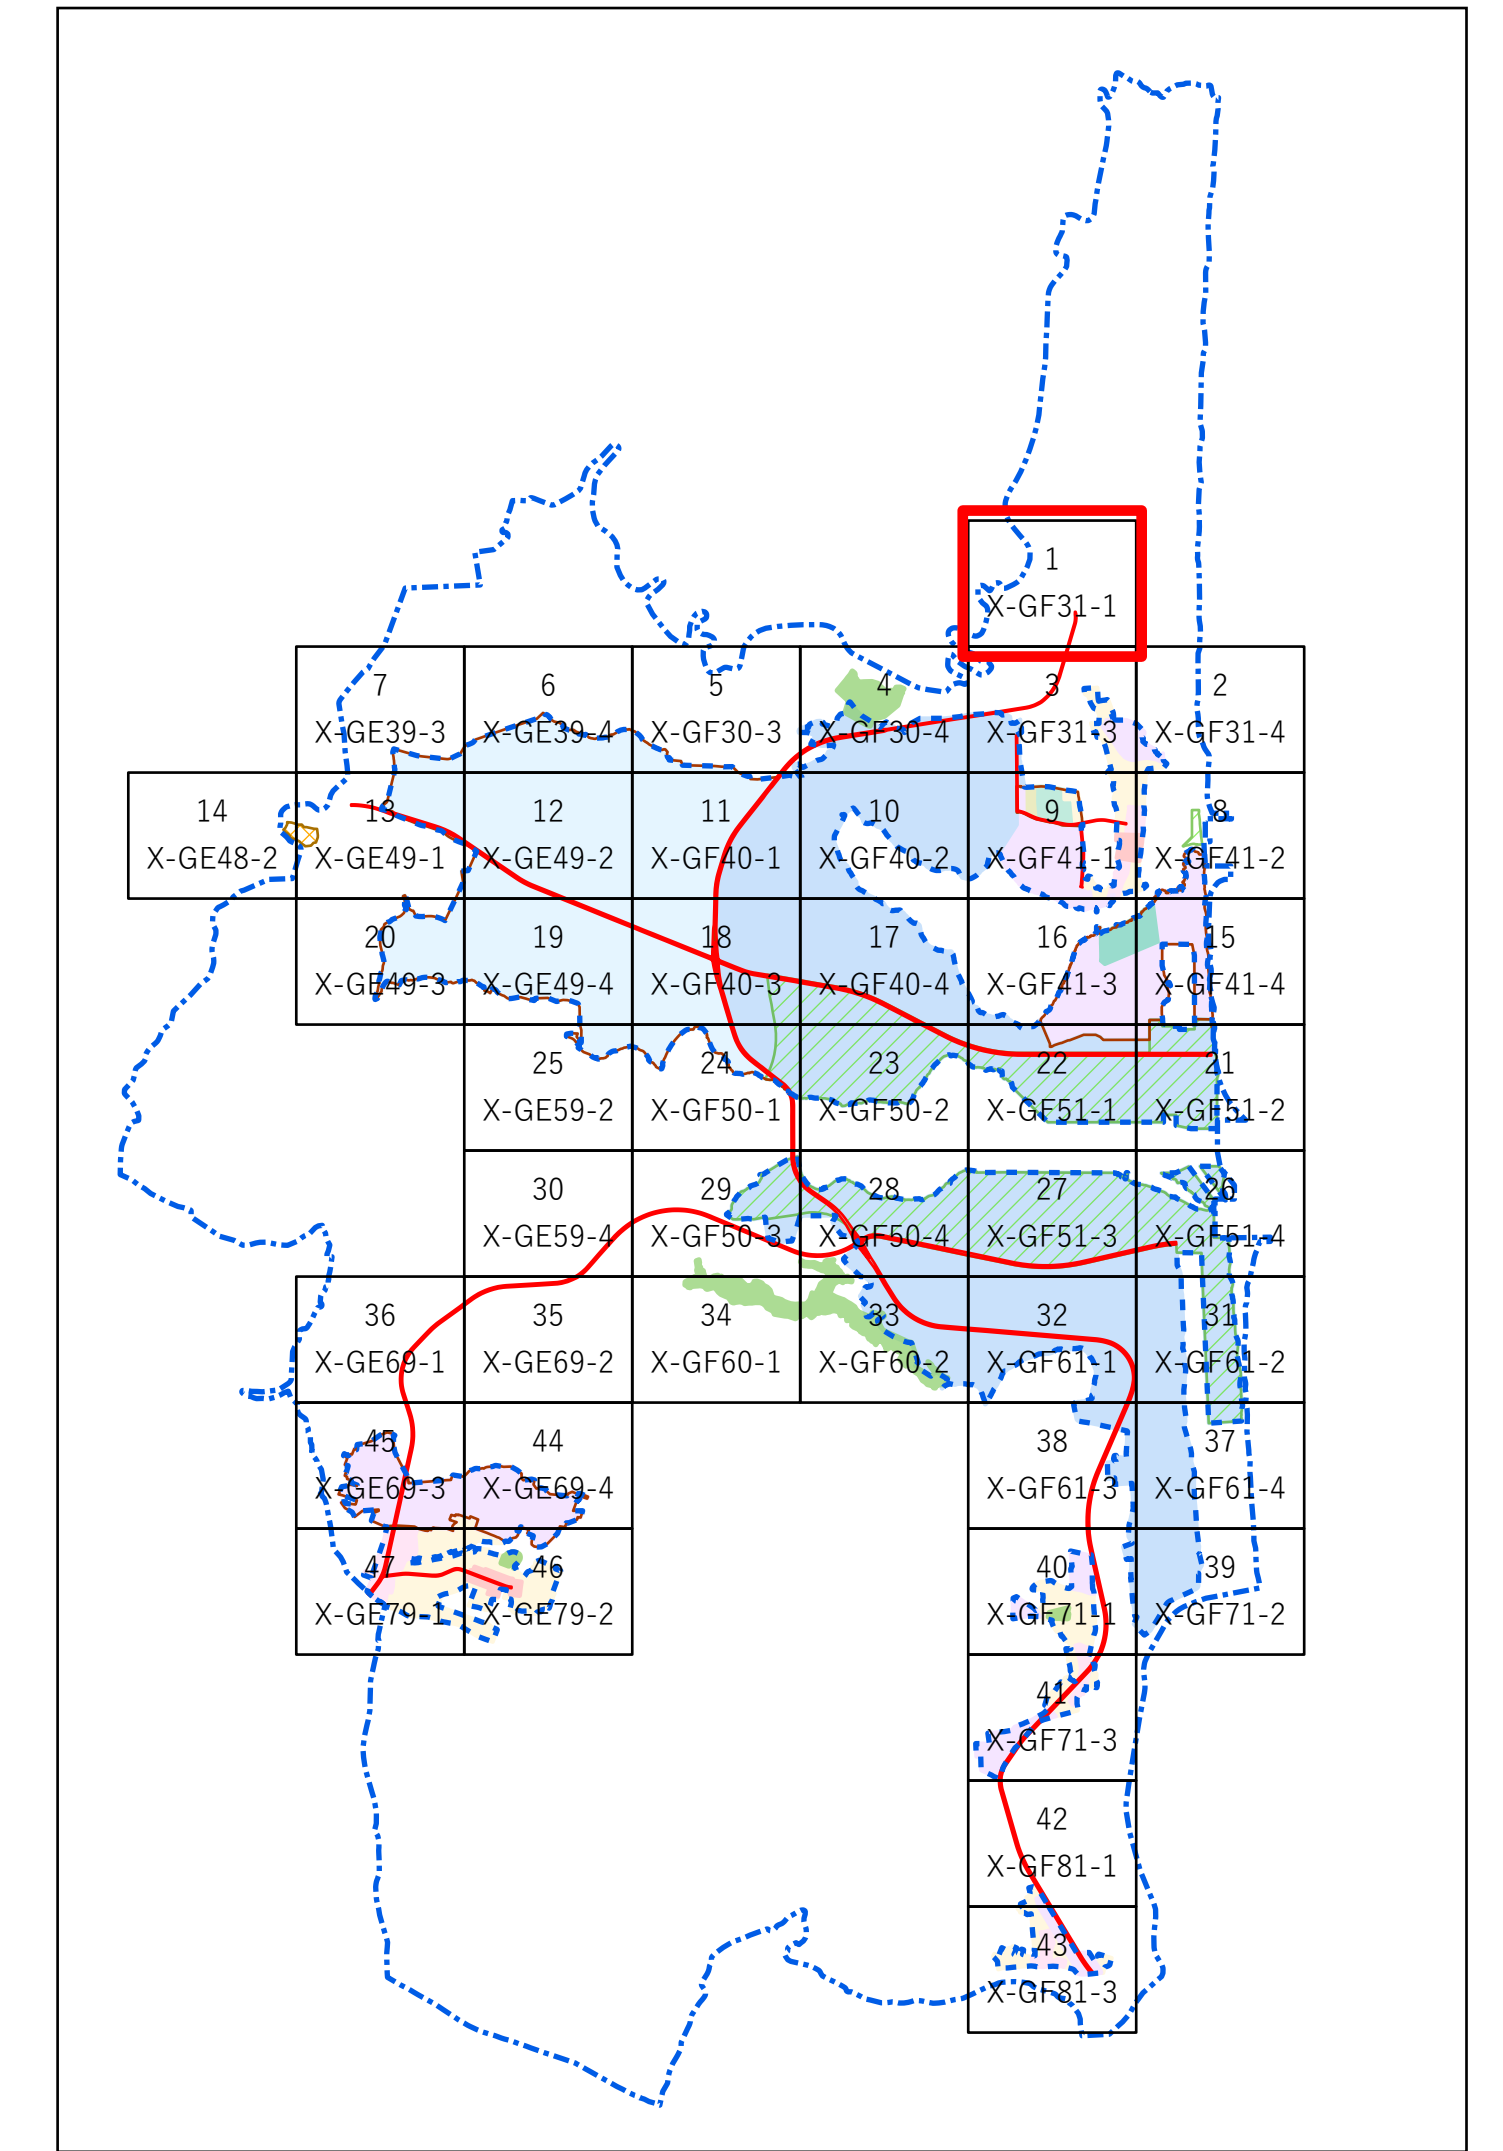 1
X-GF31-1
7 6 5 4 3 2
X-GE39-3 X-GE39-4 X-GF30-3 X-GF30-4 X-GF31-3 X-GF31-4
14 13 12 11 10 9 8
X-GE48-2 X-GE49-1 X-GE49-2 X-GF40-1 X-GF40-2 X-GF41-1 X-GF41-2
20 19 18 17 16 15
X-GE49-3 X-GE49-4 X-GF40-3 X-GF40-4 X-GF41-3 X-GF41-4
25 24 23 22 21
X-GE59-2 X-GF50-1 X-GF50-2 X-GF51-1 X-GF51-2
30 29 28 27 26
X-GE59-4 X-GF50-3 X-GF50-4 X-GF51-3 X-GF51-4
36 35 34 33 32 31
X-GE69-1 X-GE69-2 X-GF60-1 X-GF60-2 X-GF61-1 X-GF61-2
45 44 38 37
X-GE69-3 X-GE69-4 X-GF61-3 X-GF61-4
47 46 40 39
X-GE79-1 X-GE79-2 X-GF71-1 X-GF71-2
41
X-GF71-3
42
X-GF81-1
43
X-GF81-3